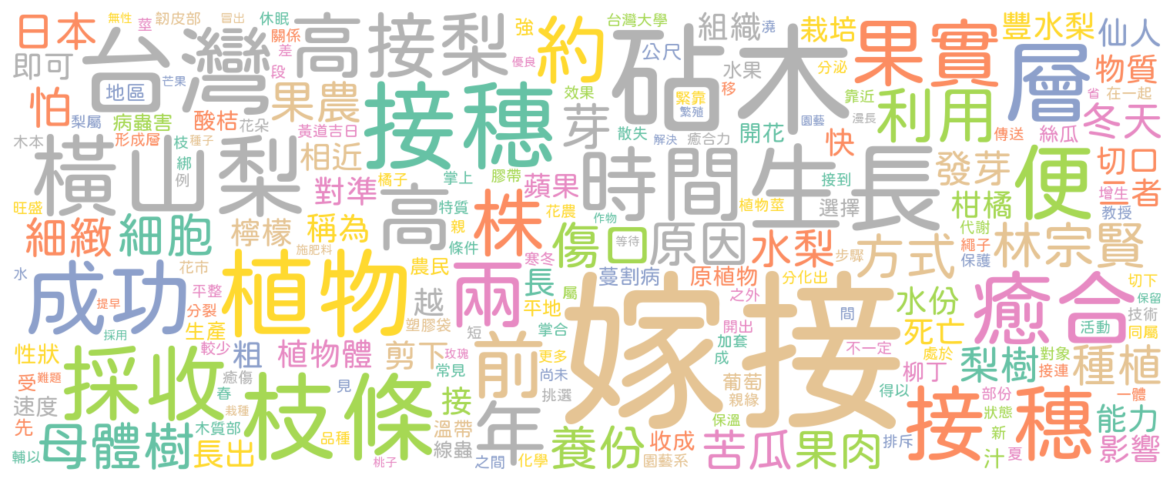 日本
台灣
高接梨
約
砧木
果實
層
豐水梨
仙人
無性
莖
韌皮部
冒出
休眠
關係
差
段
強
優良
台灣大學
組織
澆
栽培
公尺
水果
分泌
物質
即可
怕
地區
芒果
果農
效果
移
緊靠
繁殖
靠近
利用
省
在一起
冬天
梨屬
病蟲害
酸桔
花朵
黃道吉日
接穗
芽
散失
解決
癒合力
開花
園藝
漫長
快
傳送
絲瓜
木本
形成層
枝
種子
綁
例
橫山梨
相近
橘子
對準
掌上
膠帶
蘋果
時間
生長
接到
選擇
發芽
柑橘
便
切口
者
增生
教授
旺盛
細緻
細胞
檸檬
稱為
施肥料
高
特質
親
條件
株
花農
寒冬
傷口
作物
等待
原因
植物莖
水梨
步驟
方式
代謝
繩子
保護
林宗賢
水
成功
提早
採用
花市
平整
分裂
生產
植物
農民
越
塑膠袋
兩
長
平地
屬
掌合
蔓割病
原植物
之外
分化出
間
水份
死亡
癒合
切下
保留
技術
活動
同屬
性狀
較少
受
難題
採收
癒傷
春
粗
植物體
見
枝條
剪下
玫瑰
常見
短
前
更多
尚未
挑選
嫁接
開出
加套
成
葡萄
親緣
不一定
處於
柳丁
得以
梨樹
對象
接連
種植
速度
先
輔以
母體樹
木質部
栽種
長出
品種
桃子
接
溫帶
線蟲
之間
年
化學
養份
保溫
收成
園藝系
苦瓜
果肉
排斥
接穗
部份
狀態
新
汁
夏
一體
能力
影響